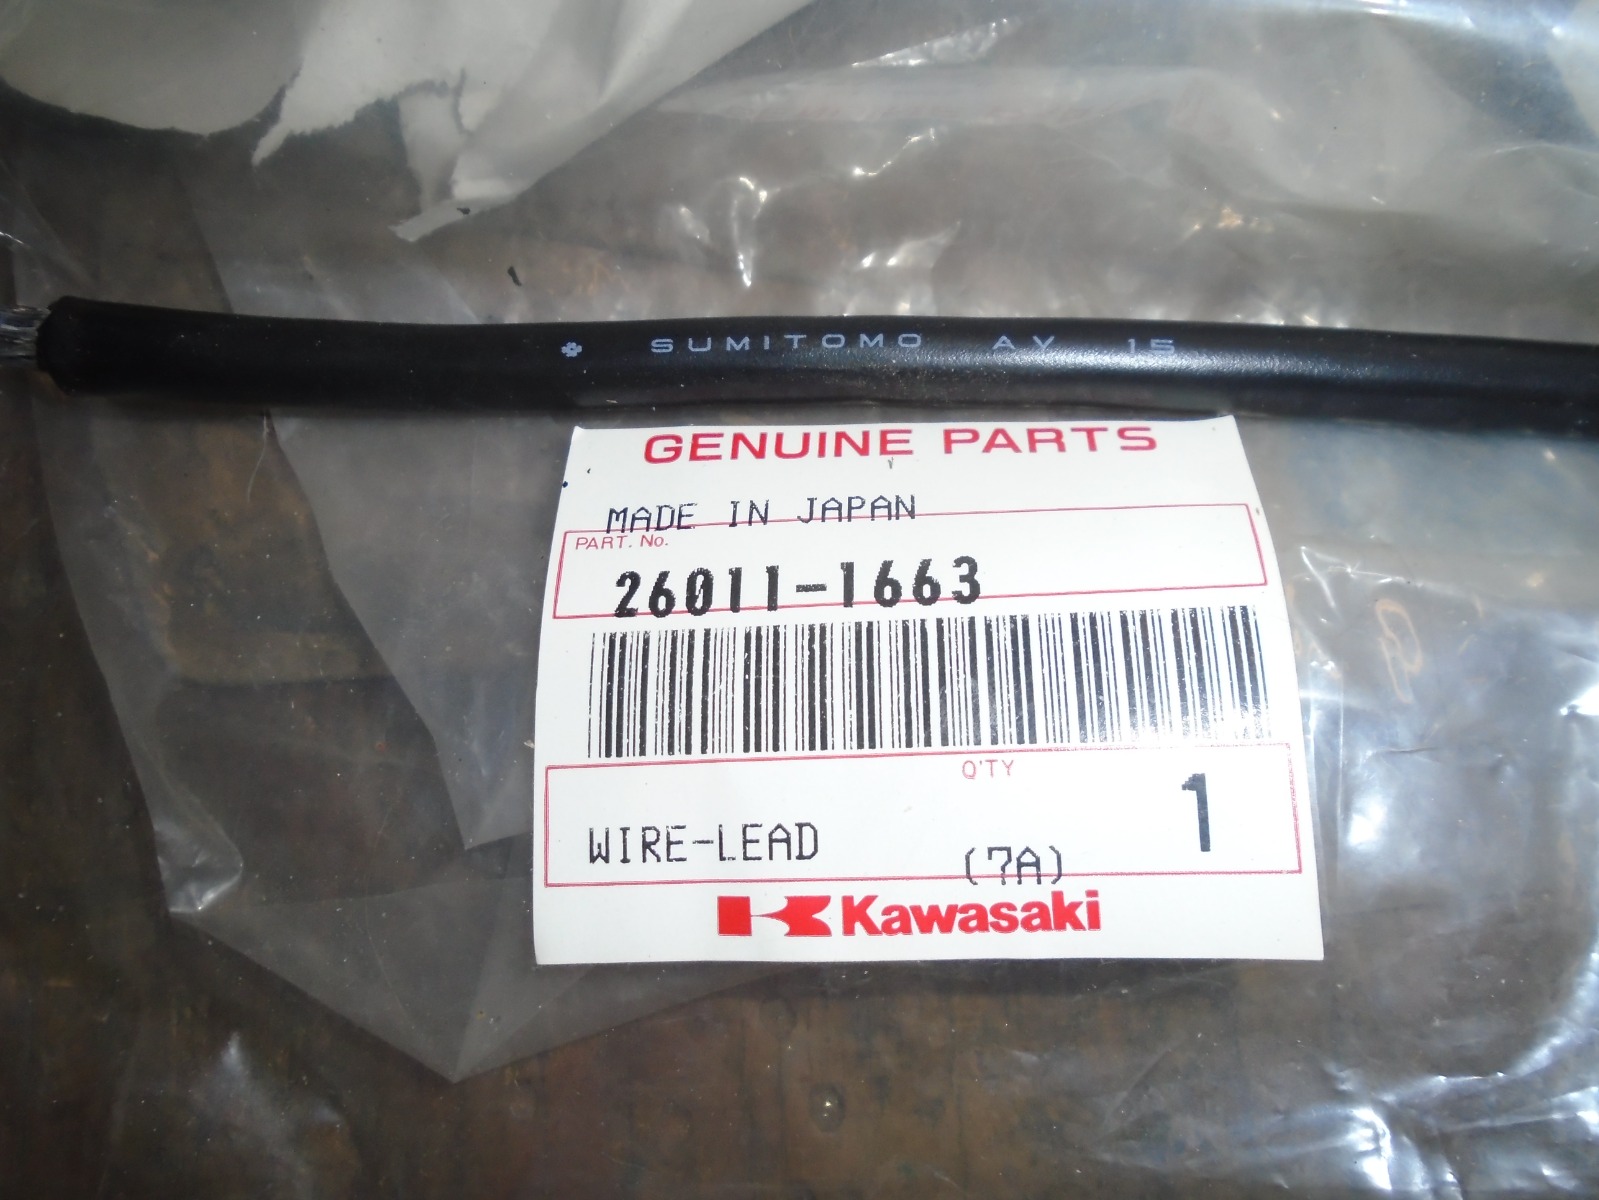 SUMITOMO AV 15
GENUINE PARTS
MADE IN JAPAN
PART. No.
26011-1663
Q'TY
1
WIRE-LEAD (7A)
Kawasaki